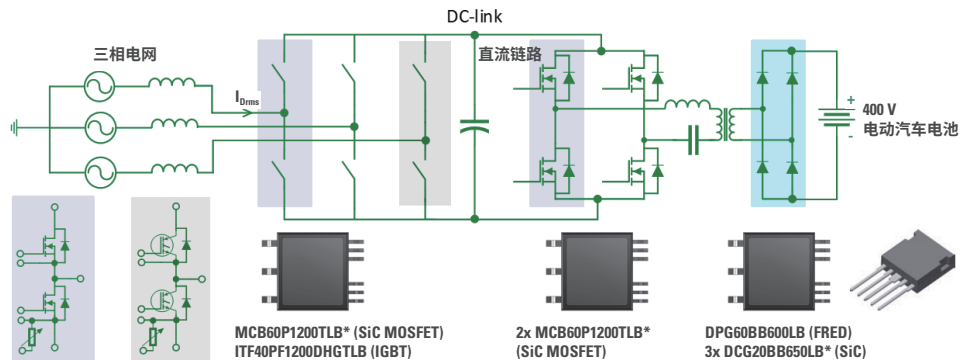 DC-link
三相电网
直流链路
IDrms
+
400 V
电动汽车电池
-
MCB60P1200TLB* (SiC MOSFET)
ITF40PF1200DHGTLB (IGBT)
2x MCB60P1200TLB*
(SiC MOSFET)
DPG60BB600LB (FRED)
3x DCG20BB650LB* (SiC)